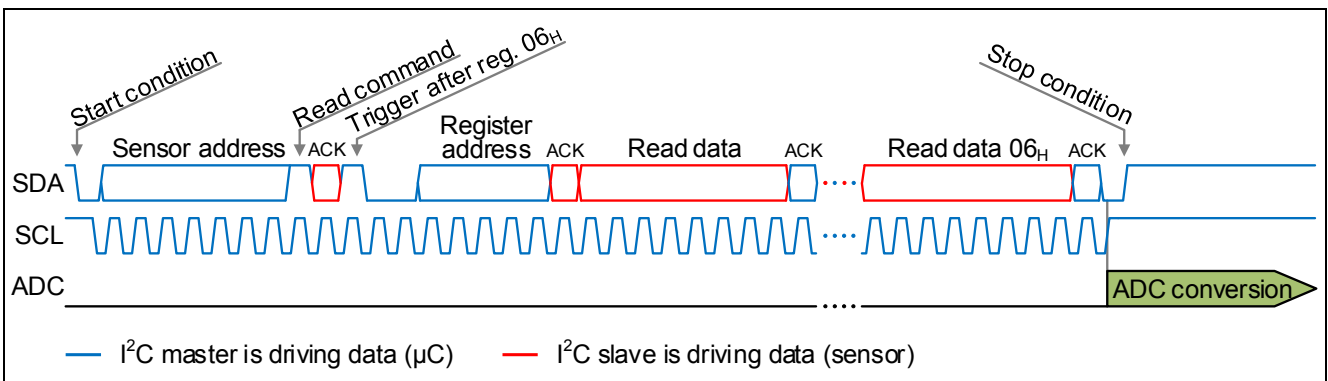 Start condition
Read command
Trigger after reg. 06H
Stop condition
Sensor address
ACK
Register
address
ACK
Read data
ACK
Read data 06H
ACK
SDA
SCL
ADC
ADC conversion
I2C master is driving data (µC)
I2C slave is driving data (sensor)